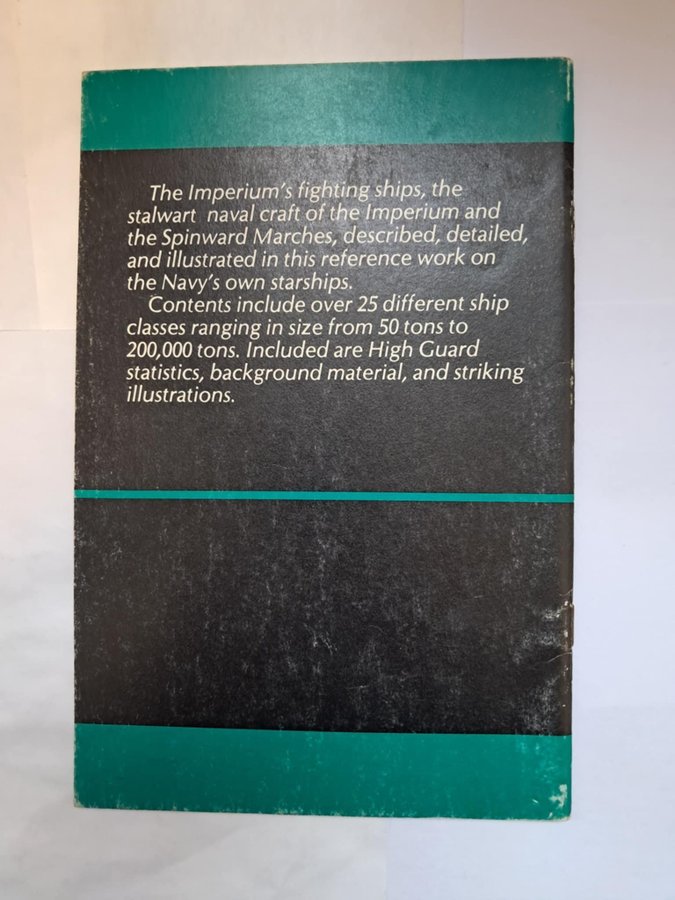 The Imperium's fighting ships, the
stalwart naval craft of the Imperium and
the Spinward Marches, described, detailed,
and illustrated in this reference work on
the Navy's own starships.
Contents include over 25 different ship
classes ranging in size from 50 tons to
200,000 tons. Included are High Guard
statistics, background material, and striking
illustrations.